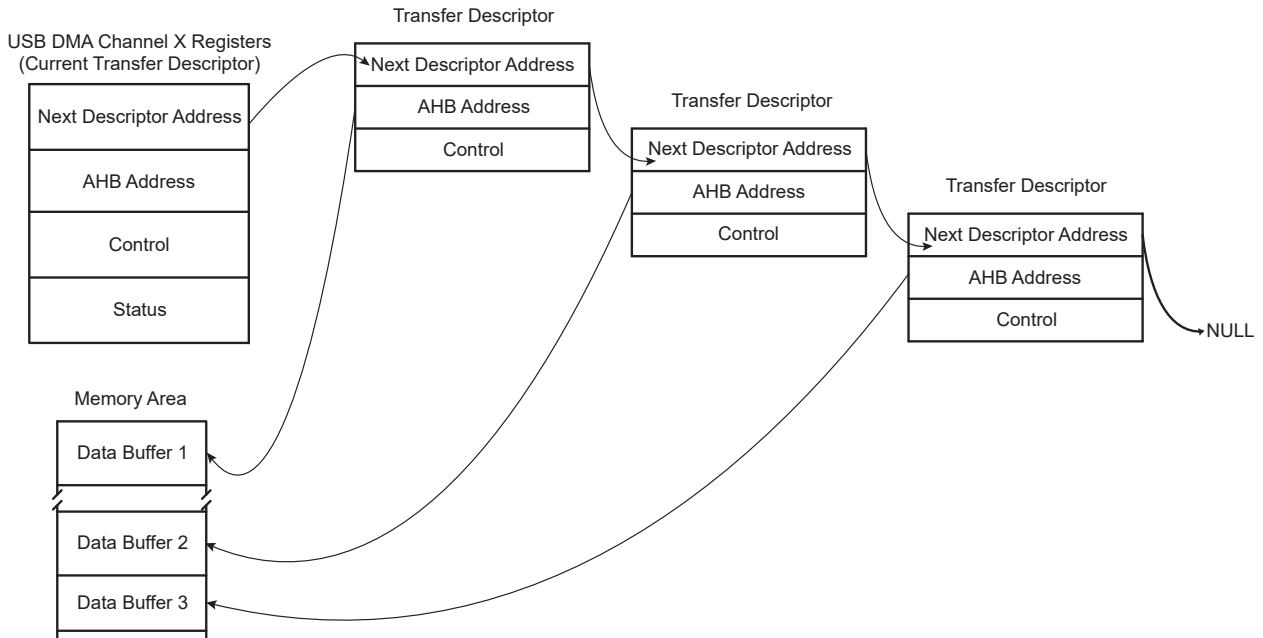 Transfer Descriptor
USB DMA Channel X Registers
(Current Transfer Descriptor)
Next Descriptor Address
AHB Address
Control
Status
Next Descriptor Address
AHB Address
Control
Transfer Descriptor
Next Descriptor Address
AHB Address
Control
Transfer Descriptor
Next Descriptor Address
AHB Address
Control
NULL
Memory Area
Data Buffer 1
Data Buffer 2
Data Buffer 3